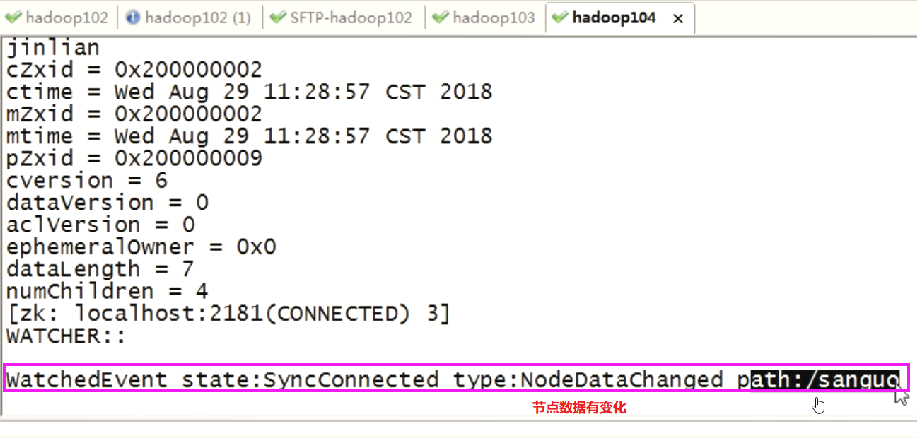 hadoop102 hadoop102 (1) SFTP-hadoop102 hadoop103 hadoop104 ×
jinlian
cZxid = 0x200000002
ctime = Wed Aug 29 11:28:57 CST 2018
mZxid = 0x200000002
mtime = Wed Aug 29 11:28:57 CST 2018
pZxid = 0x200000009
cversion = 6
dataVersion = 0
aclVersion = 0
ephemeralOwner = 0x0
dataLength = 7
numChildren = 4
[zk: localhost:2181(CONNECTED) 3]
WATCHER::
WatchedEvent state:SyncConnected type:NodeDataChanged path:/sanguo
节点数据有变化